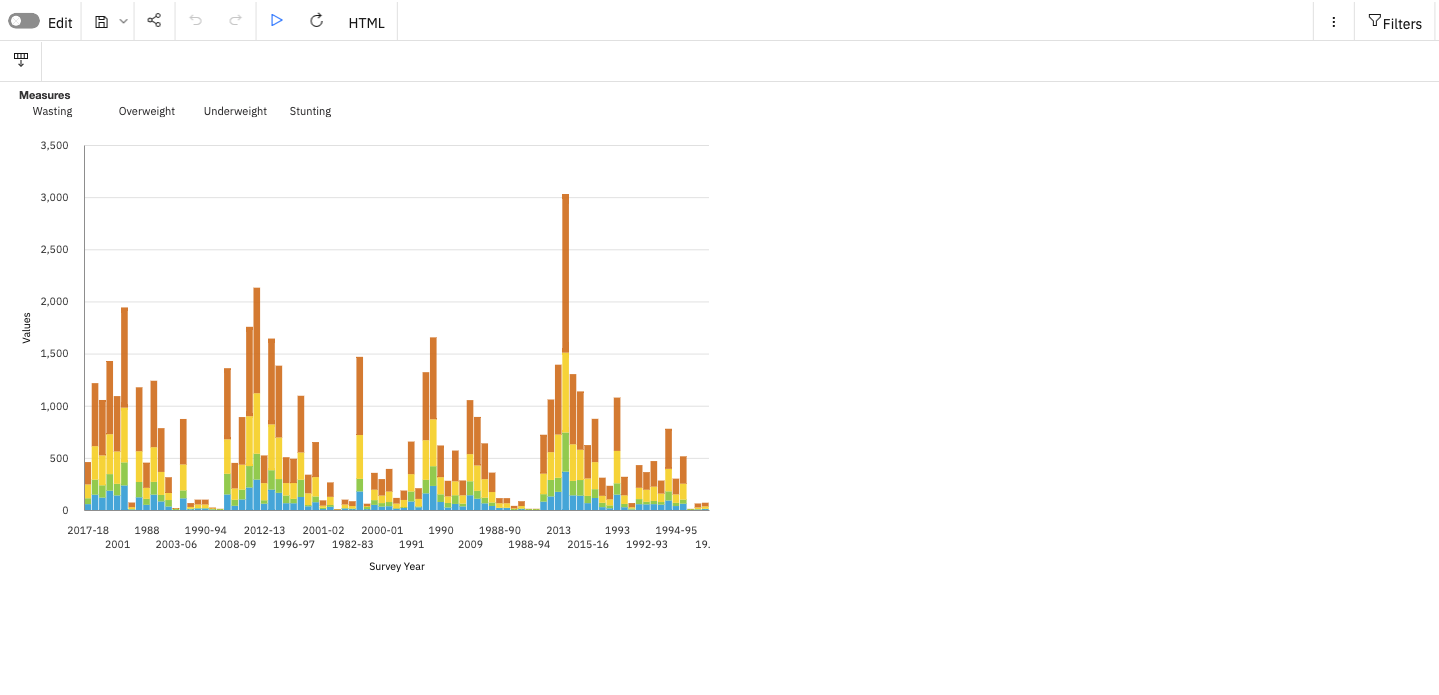 Edit HTML Filters
Measures
Wasting Overweight Underweight Stunting
3,500
3,000
2,500
2,000
1,500
1,000
500
0
Values
2017-18 1988 1990-94 2012-13 2001-02 2000-01 1990 1988-90 2013 1993 1994-95
2001 2003-06 2008-09 1996-97 1982-83 1991 2009 1988-94 2015-16 1992-93 19.
Survey Year